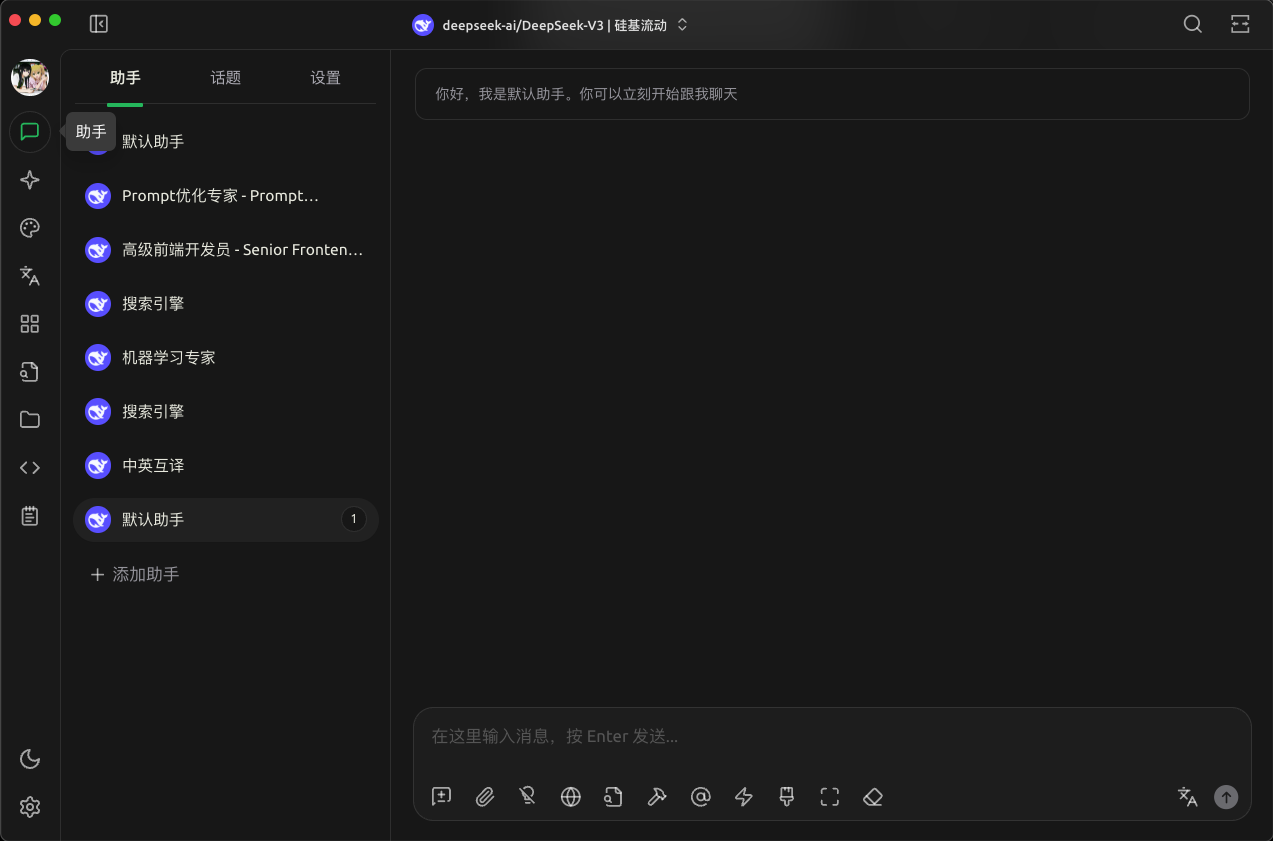 deepseek-ai/DeepSeek-V3 | 硅基流动
助手
话题
设置
助手
默认助手
Prompt优化专家 - Prompt…
高级前端开发员 - Senior Fronten…
搜索引擎
机器学习专家
搜索引擎
中英互译
默认助手
1
添加助手
你好，我是默认助手。你可以立刻开始跟我聊天
在这里输入消息，按 Enter 发送...